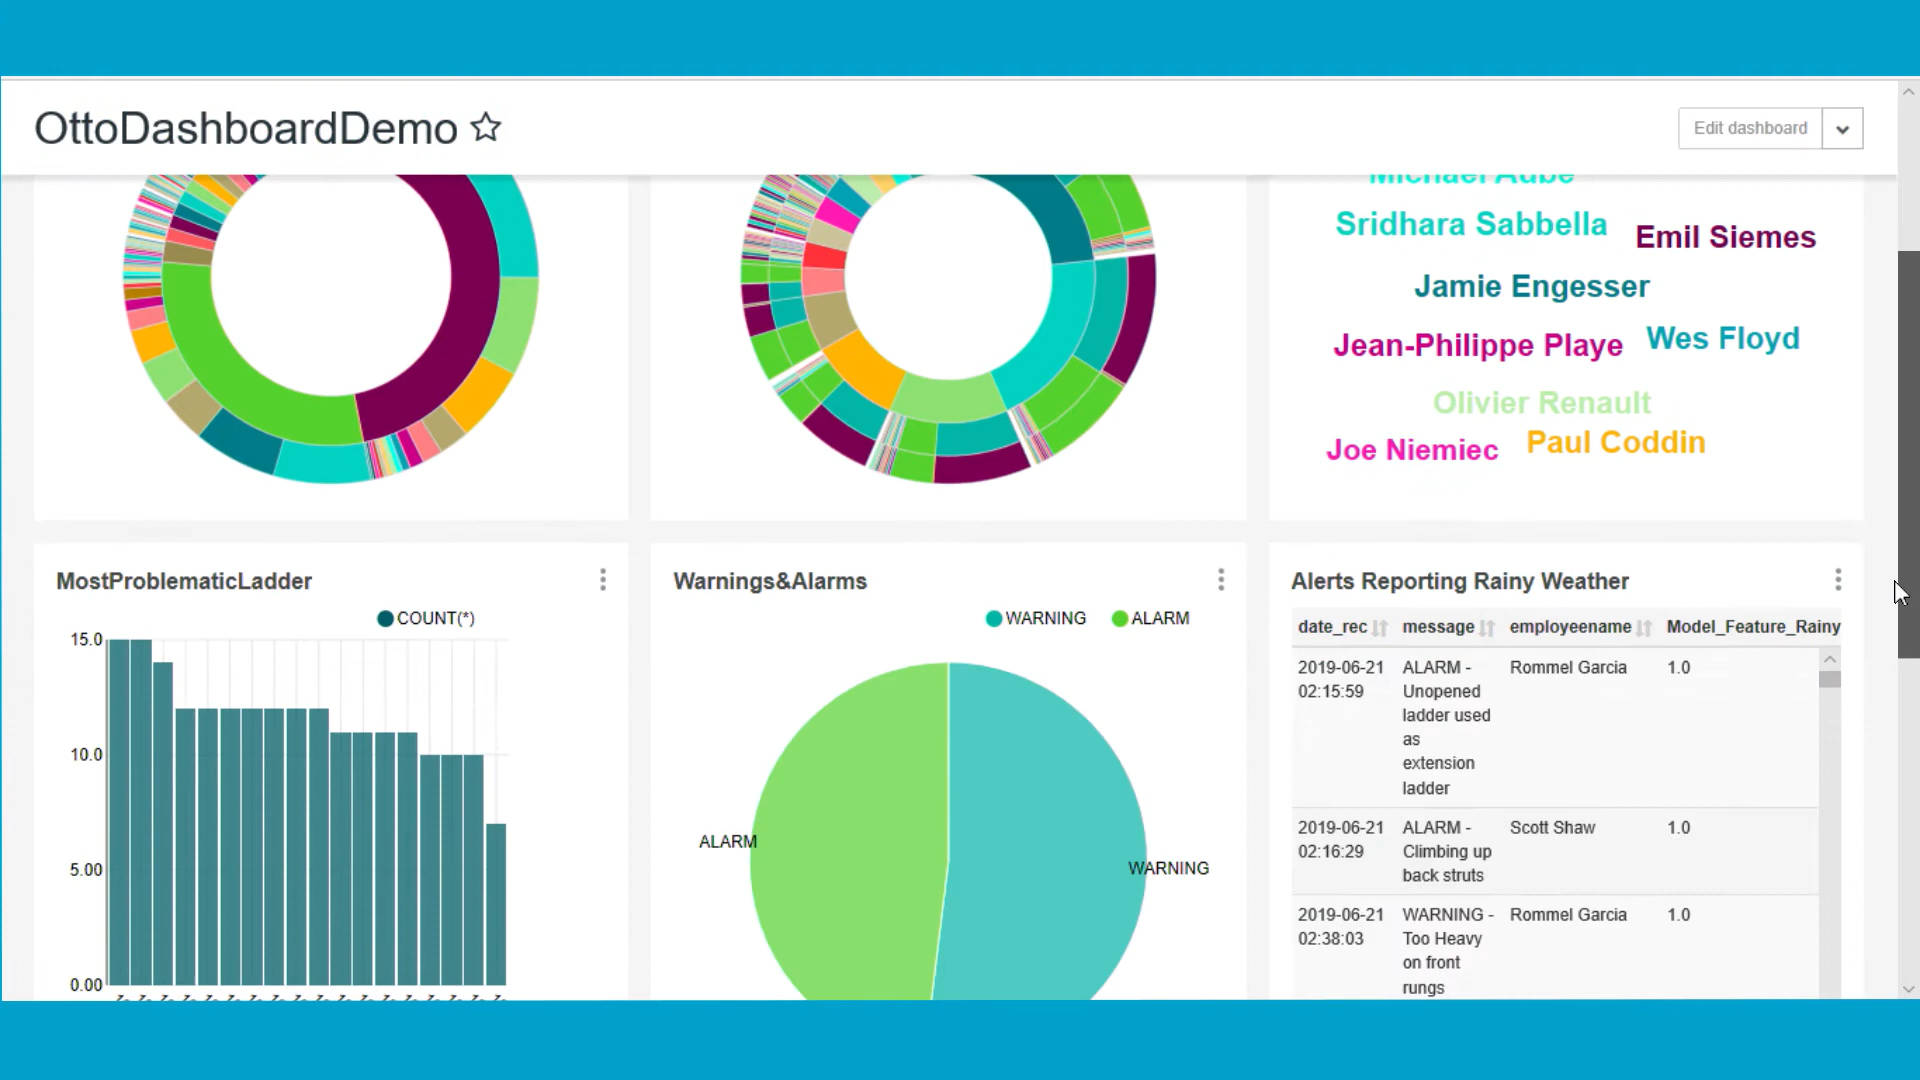 OttoDashboardDemo
Edit dashboard
Michael Aube
Sridhara Sabbella
Emil Siemes
Jamie Engesser
Jean-Philippe Playe
Wes Floyd
Olivier Renault
Joe Niemiec
Paul Coddin
MostProblematicLadder
COUNT(*)
15.0
10.0
5.00
0.00
Warnings&Alarms
WARNING
ALARM
ALARM
WARNING
Alerts Reporting Rainy Weather
date_rec message employeename Model_Feature_Rainy
2019-06-21 ALARM - Rommel Garcia 1.0
02:15:59 Unopened
ladder used
as
extension
ladder
2019-06-21 ALARM - Scott Shaw 1.0
02:16:29 Climbing up
back struts
2019-06-21 WARNING - Rommel Garcia 1.0
02:38:03 Too Heavy
on front
rungs